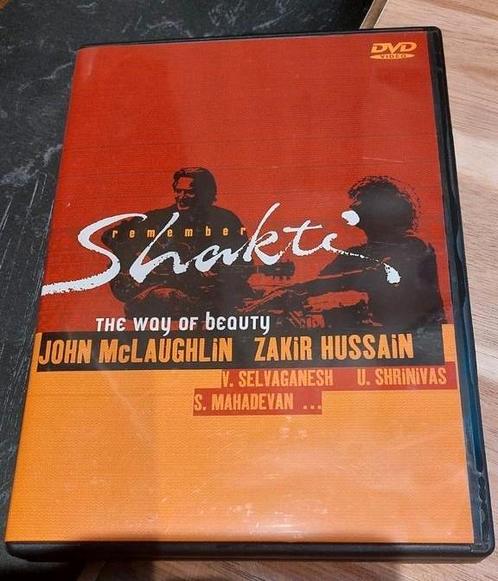 DVD
VIDEO
remember
Shakti
THE WAY OF BEAUTY
JOHN McLAUGHLiN ZAKiR HUSSAiN
V. SELVAGANESH U. SHRiNiVAS
S. MAHADEVAN ...